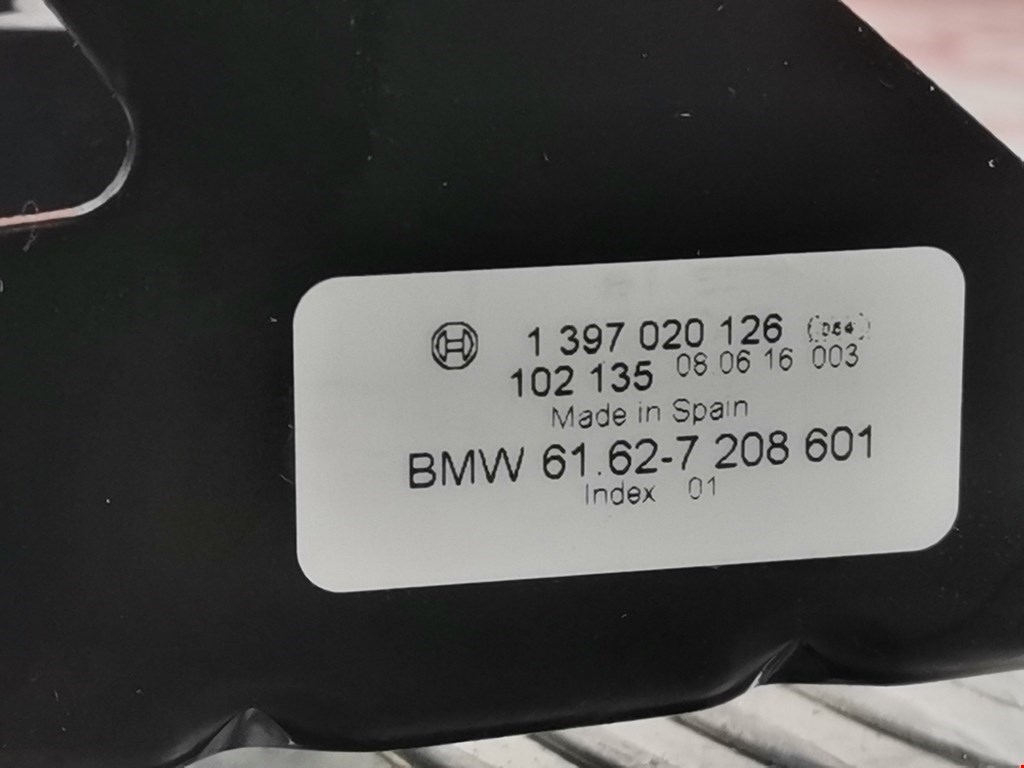 1 397 020 126
102 135 08 06 16 003
Made in Spain
BMW 61.62-7 208 601
Index 01